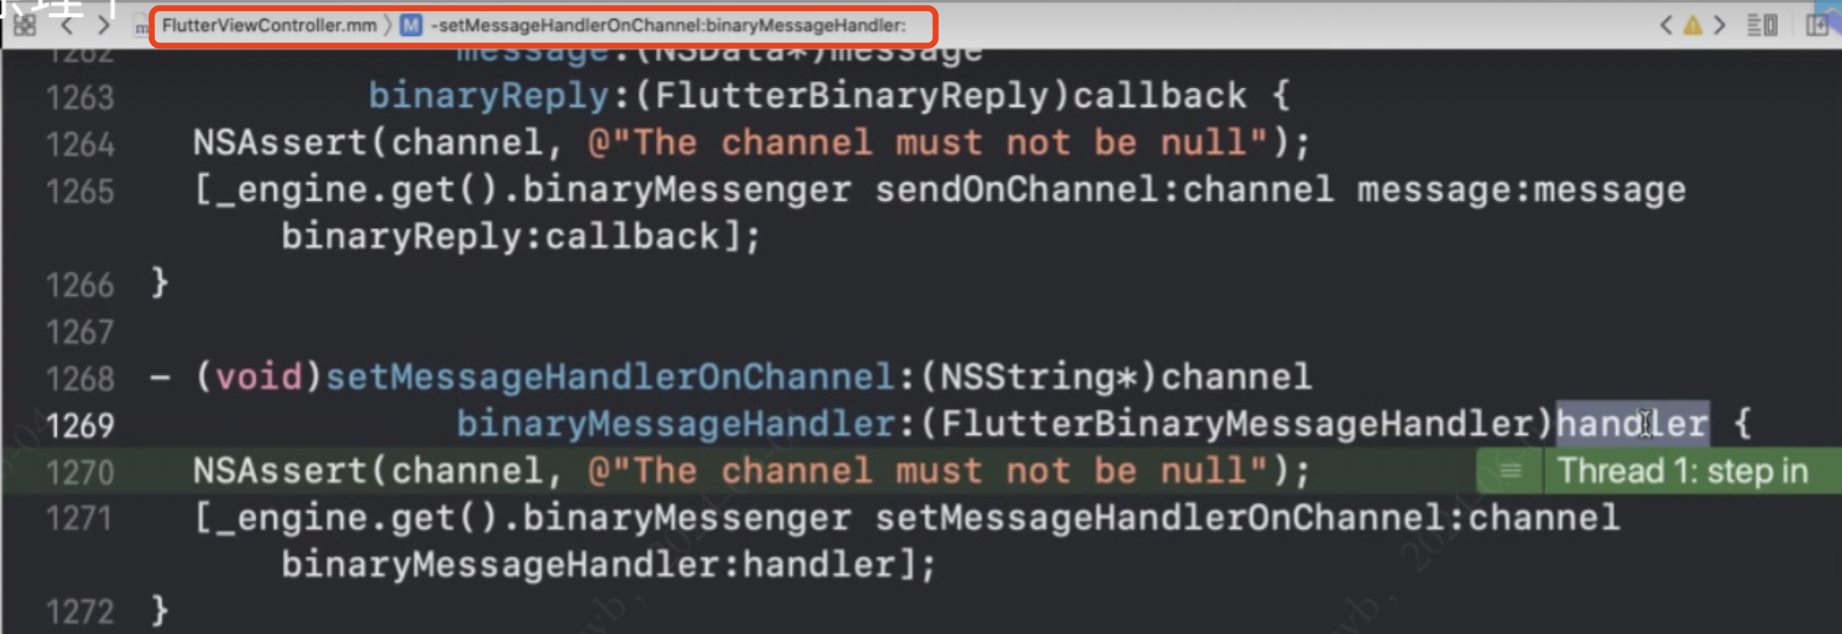 原理
FlutterViewController.mm 〉 M -setMessageHandlerOnChannel:binaryMessageHandler:
1262 message:(NSData*)message
1263 binaryReply:(FlutterBinaryReply)callback {
1264 NSAssert(channel, @"The channel must not be null");
1265 [_engine.get().binaryMessenger sendOnChannel:channel message:message
binaryReply:callback];
1266 }
1267
1268 - (void)setMessageHandlerOnChannel:(NSString*)channel
1269 binaryMessageHandler:(FlutterBinaryMessageHandler)handler {
1270 NSAssert(channel, @"The channel must not be null"); Thread 1: step in
1271 [_engine.get().binaryMessenger setMessageHandlerOnChannel:channel
binaryMessageHandler:handler];
1272 }